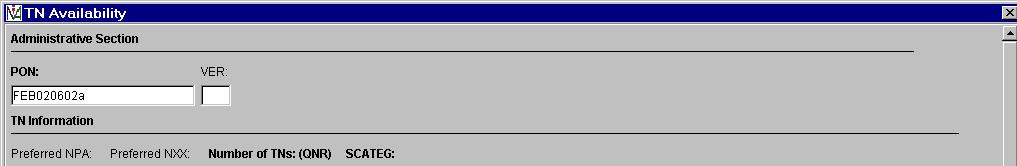 TN Availability
Administrative Section
PON: VER:
FEB020602a
TN Information
Preferred NPA: Preferred NXX: Number of TNs: (QNR) SCATEG: